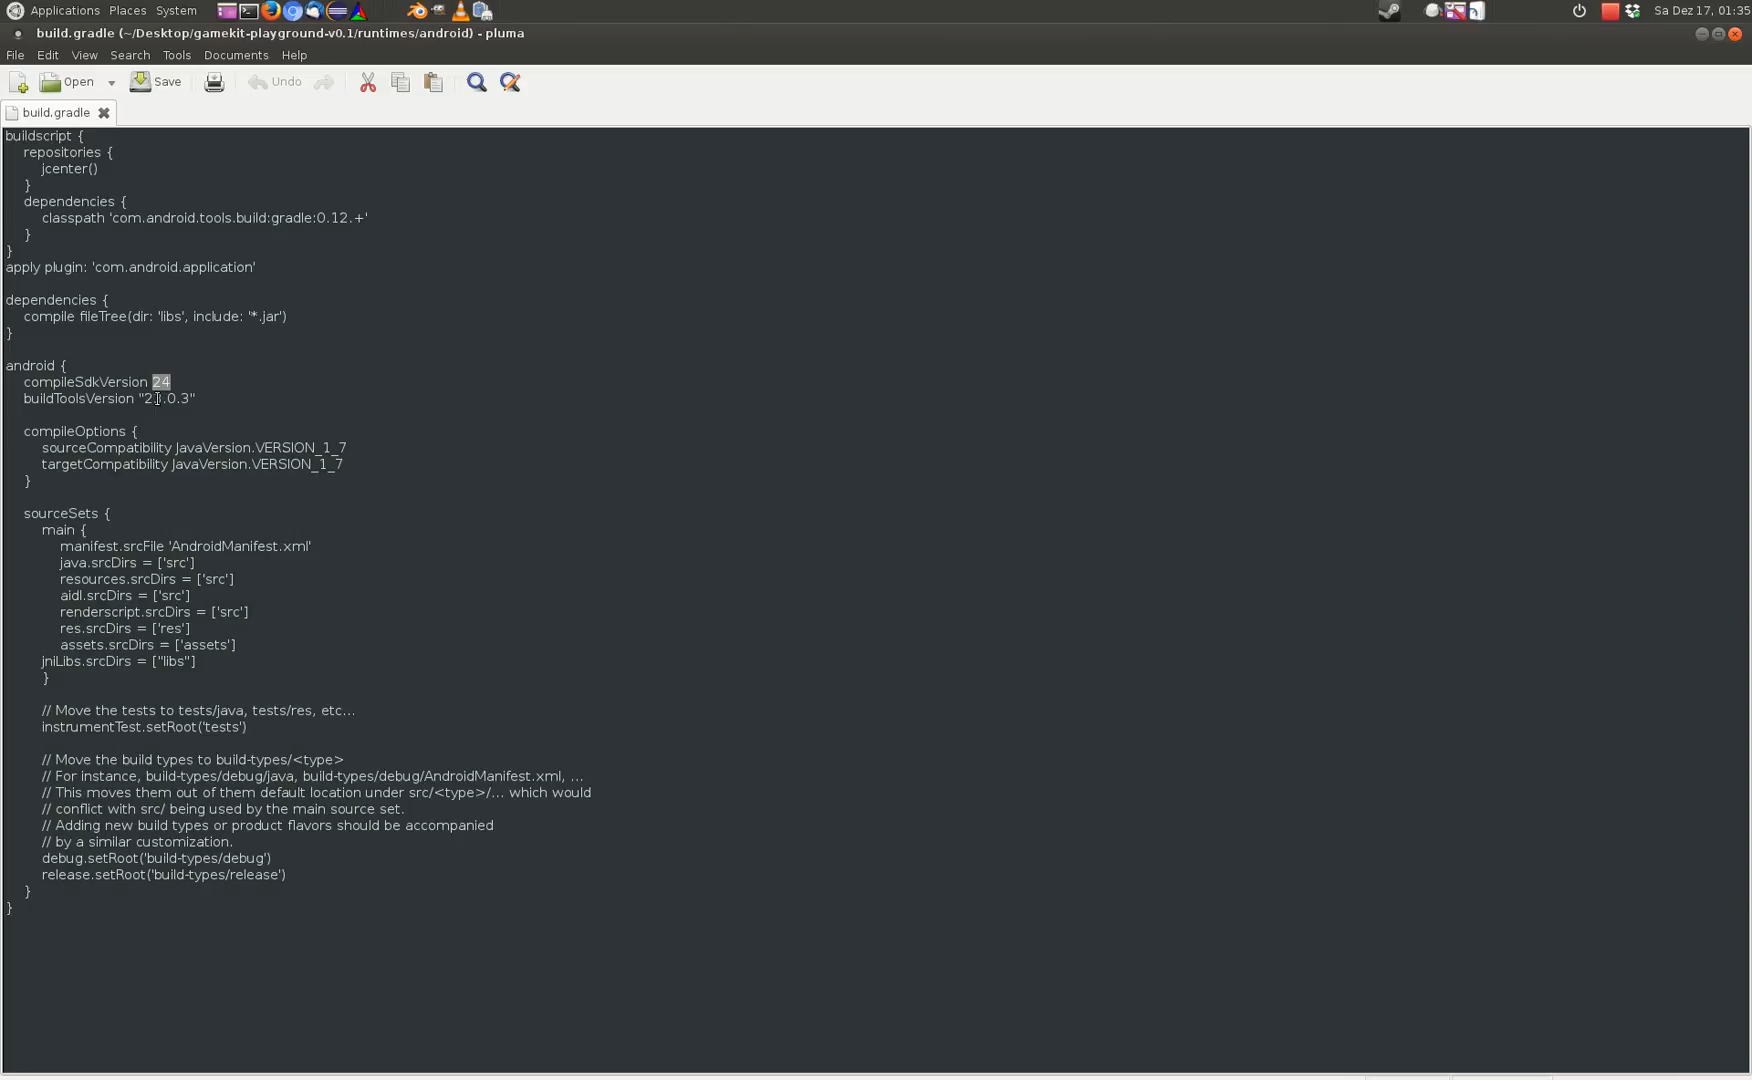 Applications Places System
Sa Dez 17, 01:35
build.gradle (~/Desktop/gamekit-playground-v0.1/runtimes/android) - pluma
File Edit View Search Tools Documents Help
Open Save Undo
build.gradle
buildscript {
repositories {
jcenter()
}
dependencies {
classpath 'com.android.tools.build:gradle:0.12.+'
}
}
apply plugin: 'com.android.application'
dependencies {
compile fileTree(dir: 'libs', include: '*.jar')
}
android {
compileSdkVersion 24
buildToolsVersion
compileOptions {
sourceCompatibility JavaVersion.VERSION_1_7
targetCompatibility JavaVersion.VERSION_1_7
}
sourceSets {
main {
manifest.srcFile 'AndroidManifest.xml'
java.srcDirs = ['src']
resources.srcDirs = ['src']
aidl.srcDirs = ['src']
renderscript.srcDirs = ['src']
res.srcDirs = ['res']
assets.srcDirs = ['assets']
jniLibs.srcDirs = ["libs"]
}
// Move the tests to tests/java, tests/res, etc...
instrumentTest.setRoot('tests')
// Move the build types to build-types/<type>
// For instance, build-types/debug/java, build-types/debug/AndroidManifest.xml, ...
// This moves them out of them default location under src/<type>/... which would
// conflict with src/ being used by the main source set.
// Adding new build types or product flavors should be accompanied
// by a similar customization.
debug.setRoot('build-types/debug')
release.setRoot('build-types/release')
}
}